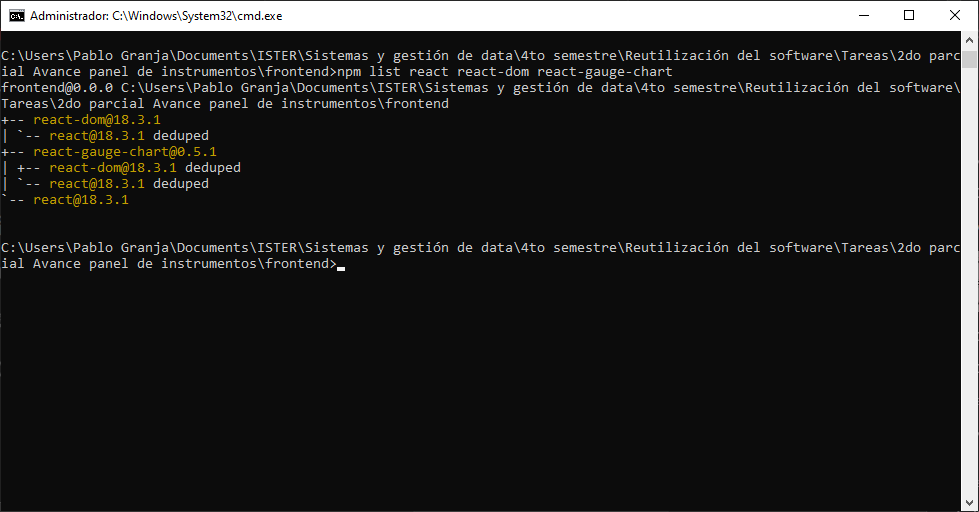 Administrador: C:\Windows\System32\cmd.exe
C:\Users\Pablo Granja\Documents\ISTER\Sistemas y gestión de data\4to semestre\Reutilización del software\Tareas\2do parc
ial Avance panel de instrumentos\frontend>npm list react react-dom react-gauge-chart
frontend@0.0.0 C:\Users\Pablo Granja\Documents\ISTER\Sistemas y gestión de data\4to semestre\Reutilización del software\
Tareas\2do parcial Avance panel de instrumentos\frontend
+-- react-dom@18.3.1
| `-- react@18.3.1 deduped
+-- react-gauge-chart@0.5.1
| +-- react-dom@18.3.1 deduped
| `-- react@18.3.1 deduped
`-- react@18.3.1
C:\Users\Pablo Granja\Documents\ISTER\Sistemas y gestión de data\4to semestre\Reutilización del software\Tareas\2do parc
ial Avance panel de instrumentos\frontend>